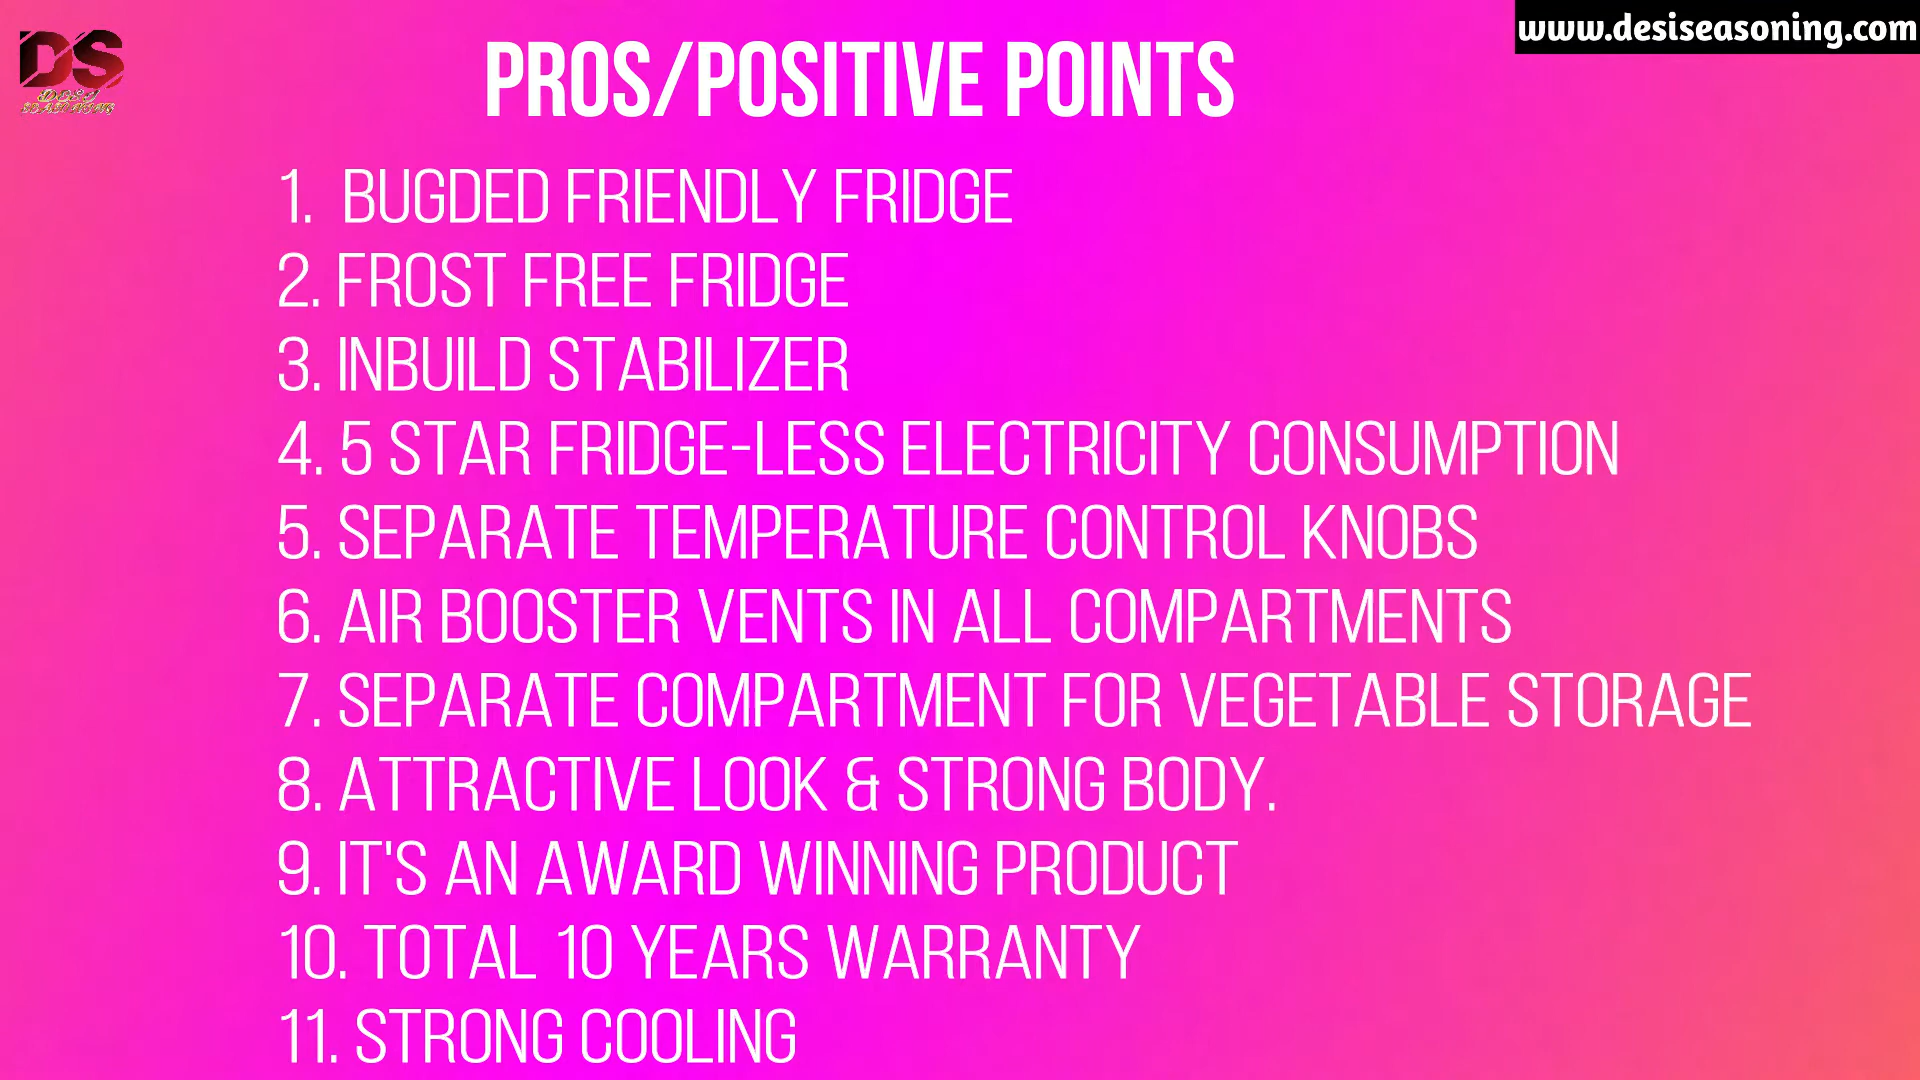 www.desiseasoning.com
DS
DESI
SEASONING
PROS/POSITIVE POINTS
1. BUGDED FRIENDLY FRIDGE
2. FROST FREE FRIDGE
3. INBUILD STABILIZER
4. 5 STAR FRIDGE-LESS ELECTRICITY CONSUMPTION
5. SEPARATE TEMPERATURE CONTROL KNOBS
6. AIR BOOSTER VENTS IN ALL COMPARTMENTS
7. SEPARATE COMPARTMENT FOR VEGETABLE STORAGE
8. ATTRACTIVE LOOK & STRONG BODY.
9. IT'S AN AWARD WINNING PRODUCT
10. TOTAL 10 YEARS WARRANTY
11. STRONG COOLING